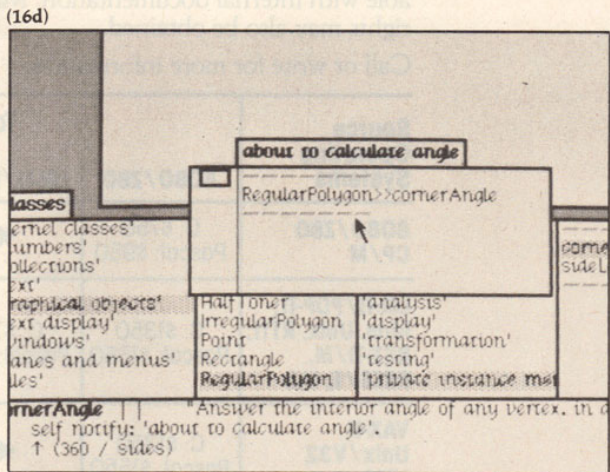 (16d)
about to calculate angle
RegularPolygon>>cornerAngle
lasses
ernel classes'
umbers'
ollections'
ext'
raphical objects'
ext display'
indows'
anes and menus'
les'
HalfToner
IrregularPolygon
Point
Rectangle
RegularPolygon
'analysis'
'display'
'transformation'
'testing'
'private instance
corne
sideL
ornerAngle | | "Answer the interior angle of any vertex. in d
self notify: 'about to calculate angle'.
↑ (360 / sides)